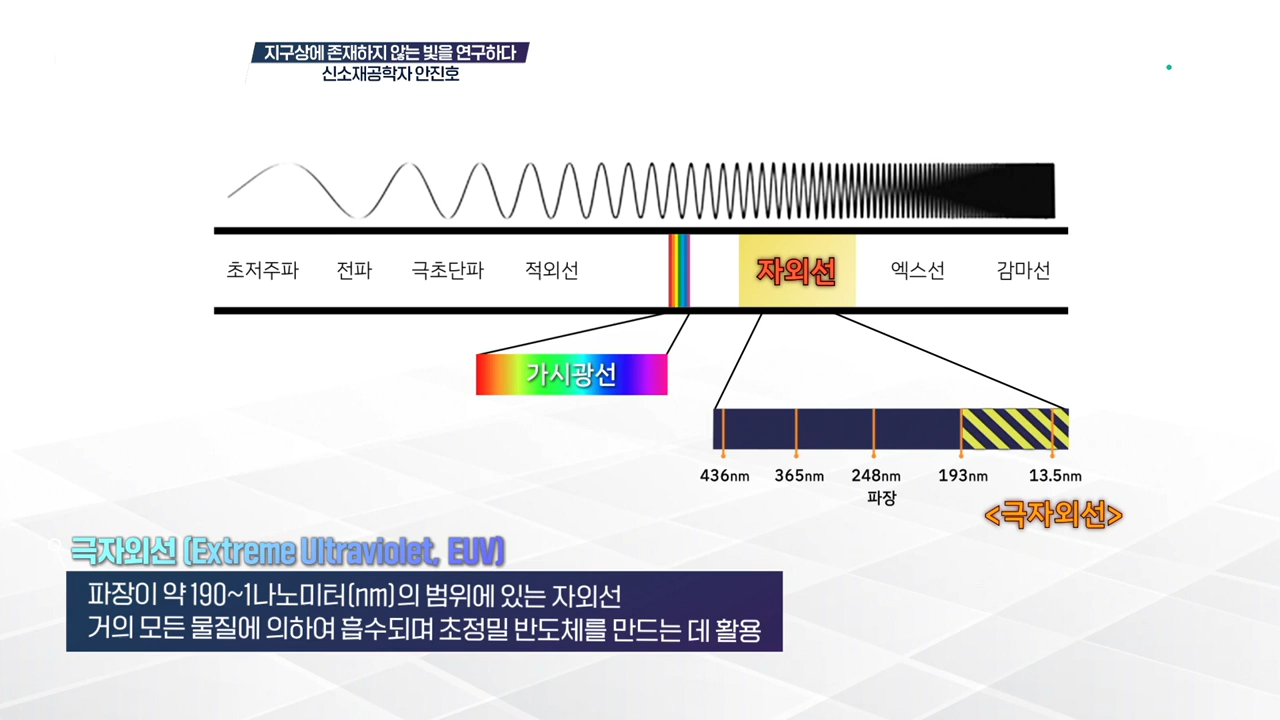 지구상에 존재하지 않는 빛을 연구하다
신소재공학자 안진호
초저주파 전파 극초단파 적외선 자외선 엑스선 감마선
가시광선
436nm 365nm 248nm 193nm 13.5nm
파장
<극자외선>
극자외선 (Extreme Ultraviolet, EUV)
파장이 약 190~1나노미터(nm)의 범위에 있는 자외선
거의 모든 물질에 의하여 흡수되며 초정밀 반도체를 만드는 데 활용